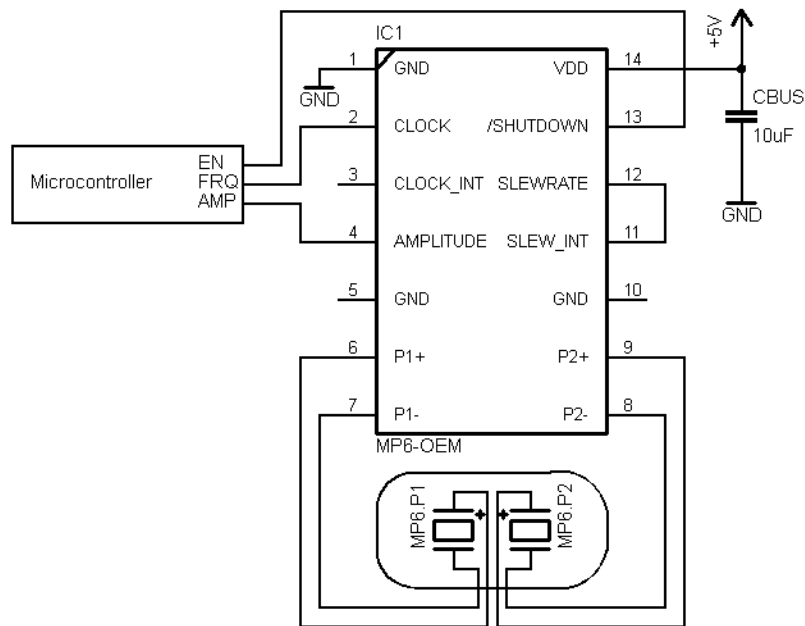 IC1
+5V
1 GND VDD 14
GND
CBUS
10uF
GND
2 CLOCK /SHUTDOWN 13
Microcontroller
EN
FRQ
AMP
3 CLOCK_INT SLEWRATE 12
4 AMPLITUDE SLEW_INT 11
5 GND GND 10
6 P1+ P2+ 9
7 P1- P2- 8
MP6-OEM
MP6.P1
+
+
MP6.P2